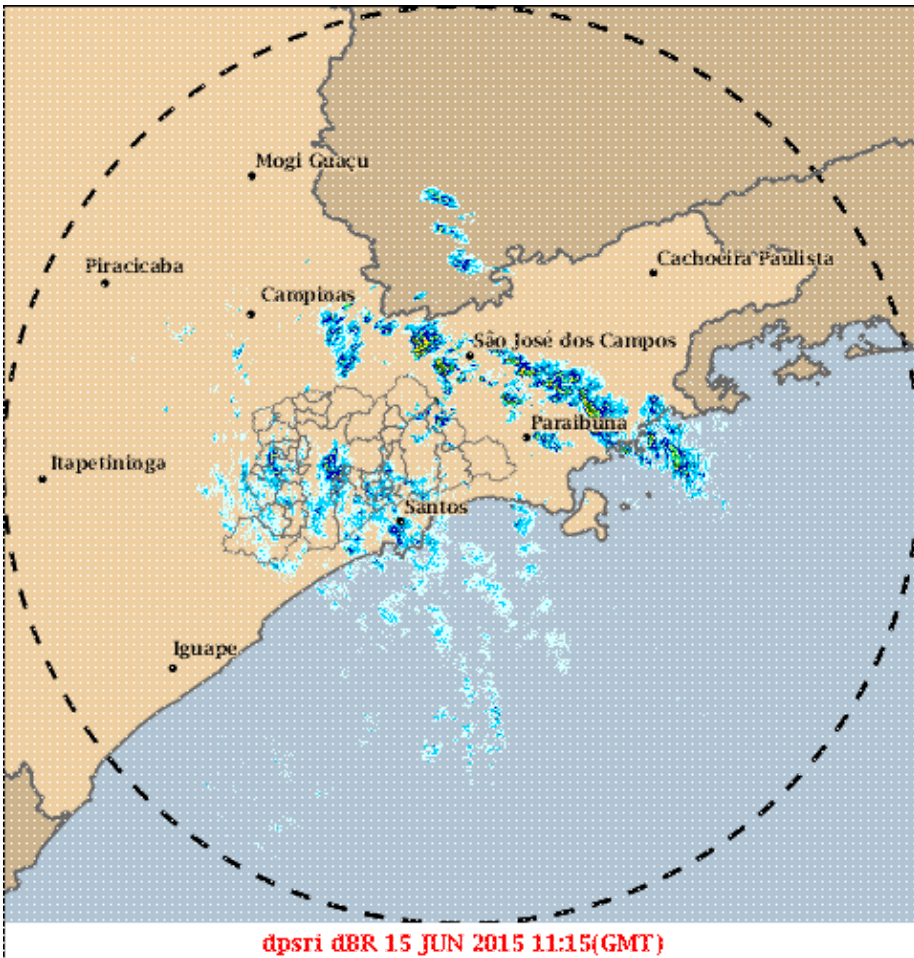 Mogi Guaçu
Piracicaba
Cachoeira Paulista
Campinas
São José dos Campos
Paraibuna
Itapetininga
Santos
Iguape
dpsri dBR 15 JUN 2015 11:15(GMT)